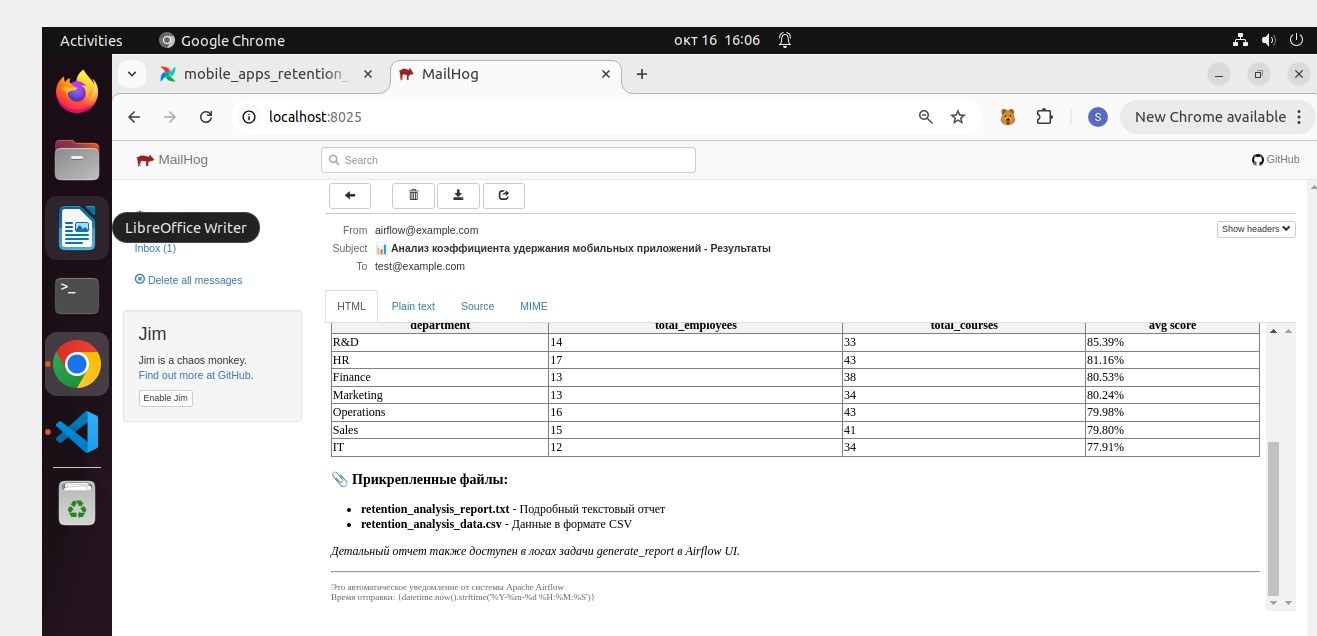 Activities Google Chrome окт 16 16:06
mobile_apps_retention_ MailHog
localhost:8025 S New Chrome available
MailHog Search GitHub
LibreOffice Writer
From airflow@example.com Show headers
Inbox (1) Subject 📊 Анализ коэффициента удержания мобильных приложений - Результаты
To test@example.com
Delete all messages
HTML Plain text Source MIME
Jim
Jim is a chaos monkey.
Find out more at GitHub.
Enable Jim
department total_employees total_courses avg score
R&D 14 33 85.39%
HR 17 43 81.16%
Finance 13 38 80.53%
Marketing 13 34 80.24%
Operations 16 43 79.98%
Sales 15 41 79.80%
IT 12 34 77.91%
📎 Прикрепленные файлы:
retention_analysis_report.txt - Подробный текстовый отчет
retention_analysis_data.csv - Данные в формате CSV
Детальный отчет также доступен в логах задачи generate_report в Airflow UI.
Это автоматическое уведомление от системы Apache Airflow
Время отправки: {datetime.now().strftime('%Y-%m-%d %H:%M:%S')}